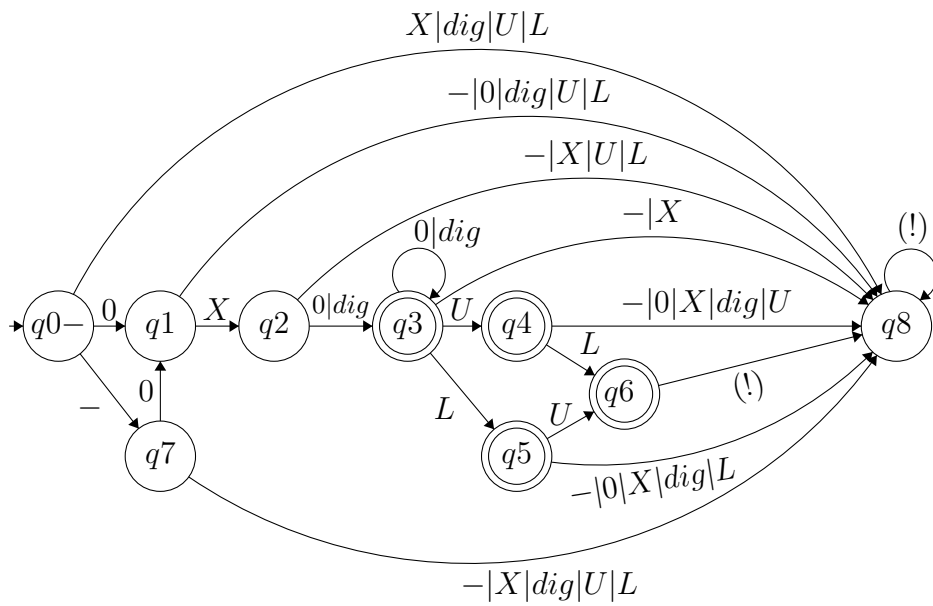 X|dig|U|L
−|0|dig|U|L
−|X|U|L
−|X
0|dig
(!)
q0−
0
q1
X
q2
0|dig
q3
U
q4
−|0|X|dig|U
q8
L
q6
(!)
−
0
L
U
q7
q5
−|0|X|dig|L
−|X|dig|U|L